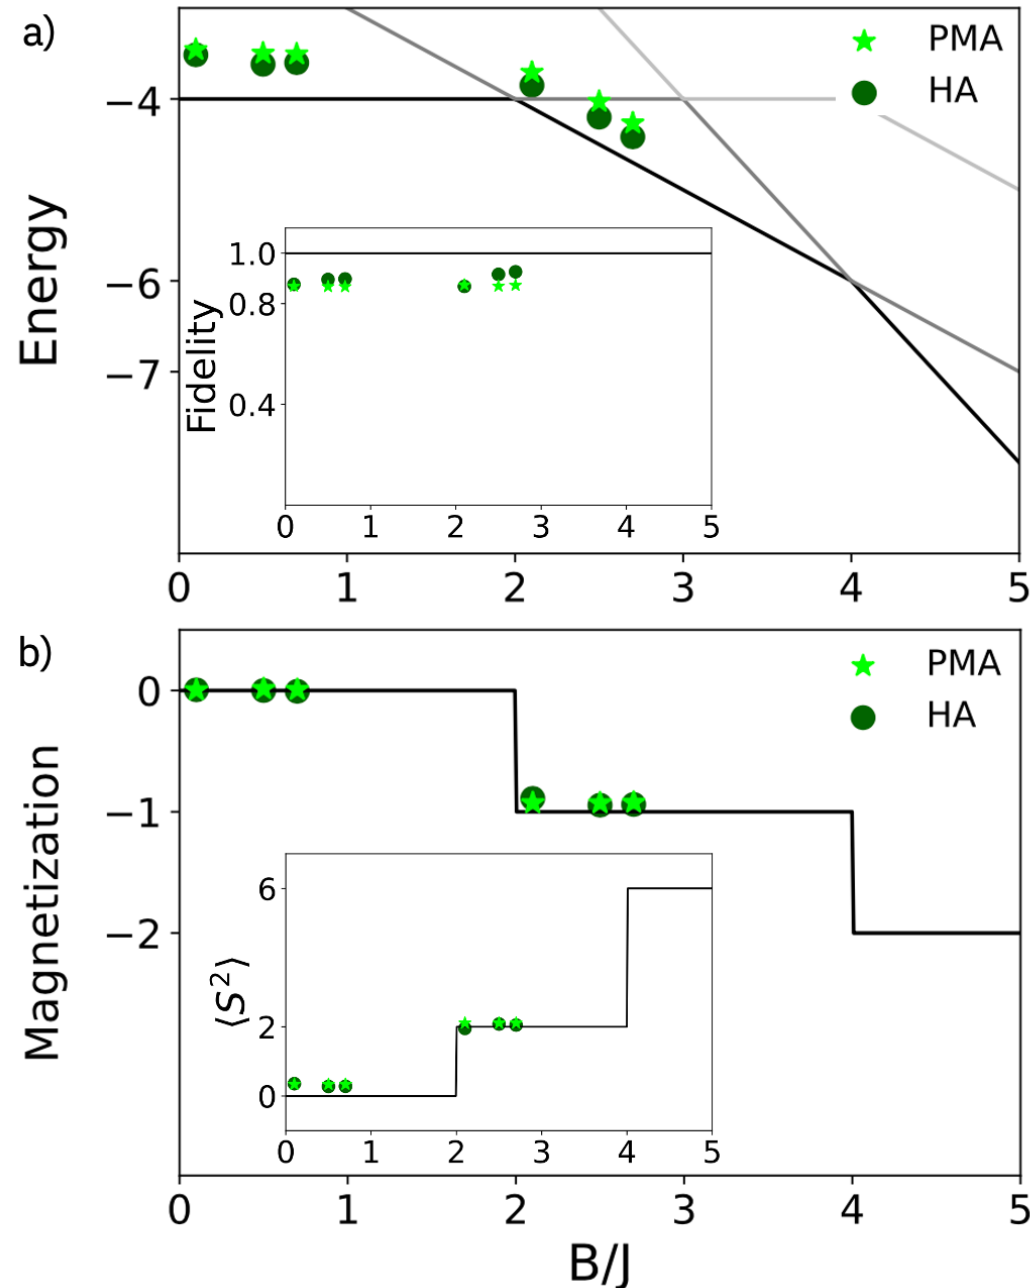 a)
PMA
HA
−4
−6
−7
Energy
1.0
0.8
0.4
Fidelity
0 1 2 3 4 5
0 1 2 3 4 5
b)
PMA
HA
0
−1
−2
Magnetization
6
2
0
⟨S²⟩
0 1 2 3 4 5
0 1 2 3 4 5
B/J